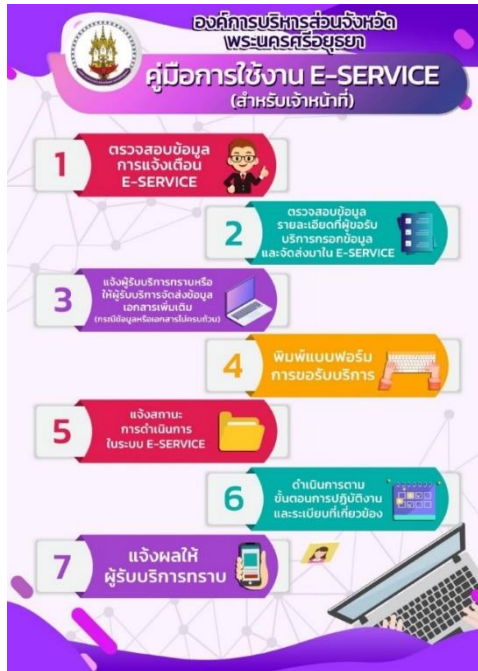 องค์การบริหารส่วนจังหวัด
พระนครศรีอยุธยา
คู่มือการใช้งาน E-SERVICE
(สำหรับเจ้าหน้าที่)
1
ตรวจสอบข้อมูล
การแจ้งเตือน
E-SERVICE
2
ตรวจสอบข้อมูล
รายละเอียดที่ผู้ขอรับ
บริการกรอกข้อมูล
และจัดส่งมาใน E-SERVICE
3
แจ้งผู้รับบริการทราบหรือ
ให้ผู้รับบริการจัดส่งข้อมูล
เอกสารเพิ่มเติม
(กรณีข้อมูลหรือเอกสารไม่ครบถ้วน)
4
พิมพ์แบบฟอร์ม
การขอรับบริการ
5
แจ้งสถานะ
การดำเนินการ
ในระบบ E-SERVICE
6
ดำเนินการตาม
ขั้นตอนการปฏิบัติงาน
และระเบียบที่เกี่ยวข้อง
7
แจ้งผลให้
ผู้รับบริการทราบ